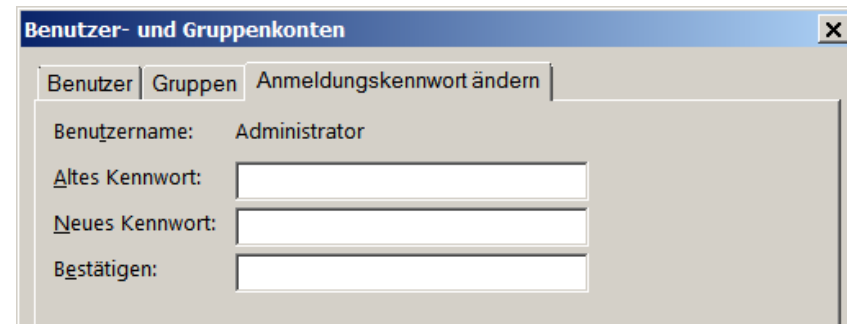 Benutzer- und Gruppenkonten
Benutzer Gruppen Anmeldungskennwort ändern
Benutzername: Administrator
Altes Kennwort:
Neues Kennwort:
Bestätigen: